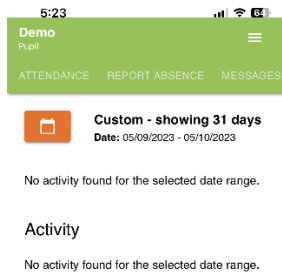 5:23
64
Demo
Pupil
ATTENDANCE REPORT ABSENCE MESSAGES
Custom - showing 31 days
Date: 05/09/2023 - 05/10/2023
No activity found for the selected date range.
Activity
No activity found for the selected date range.